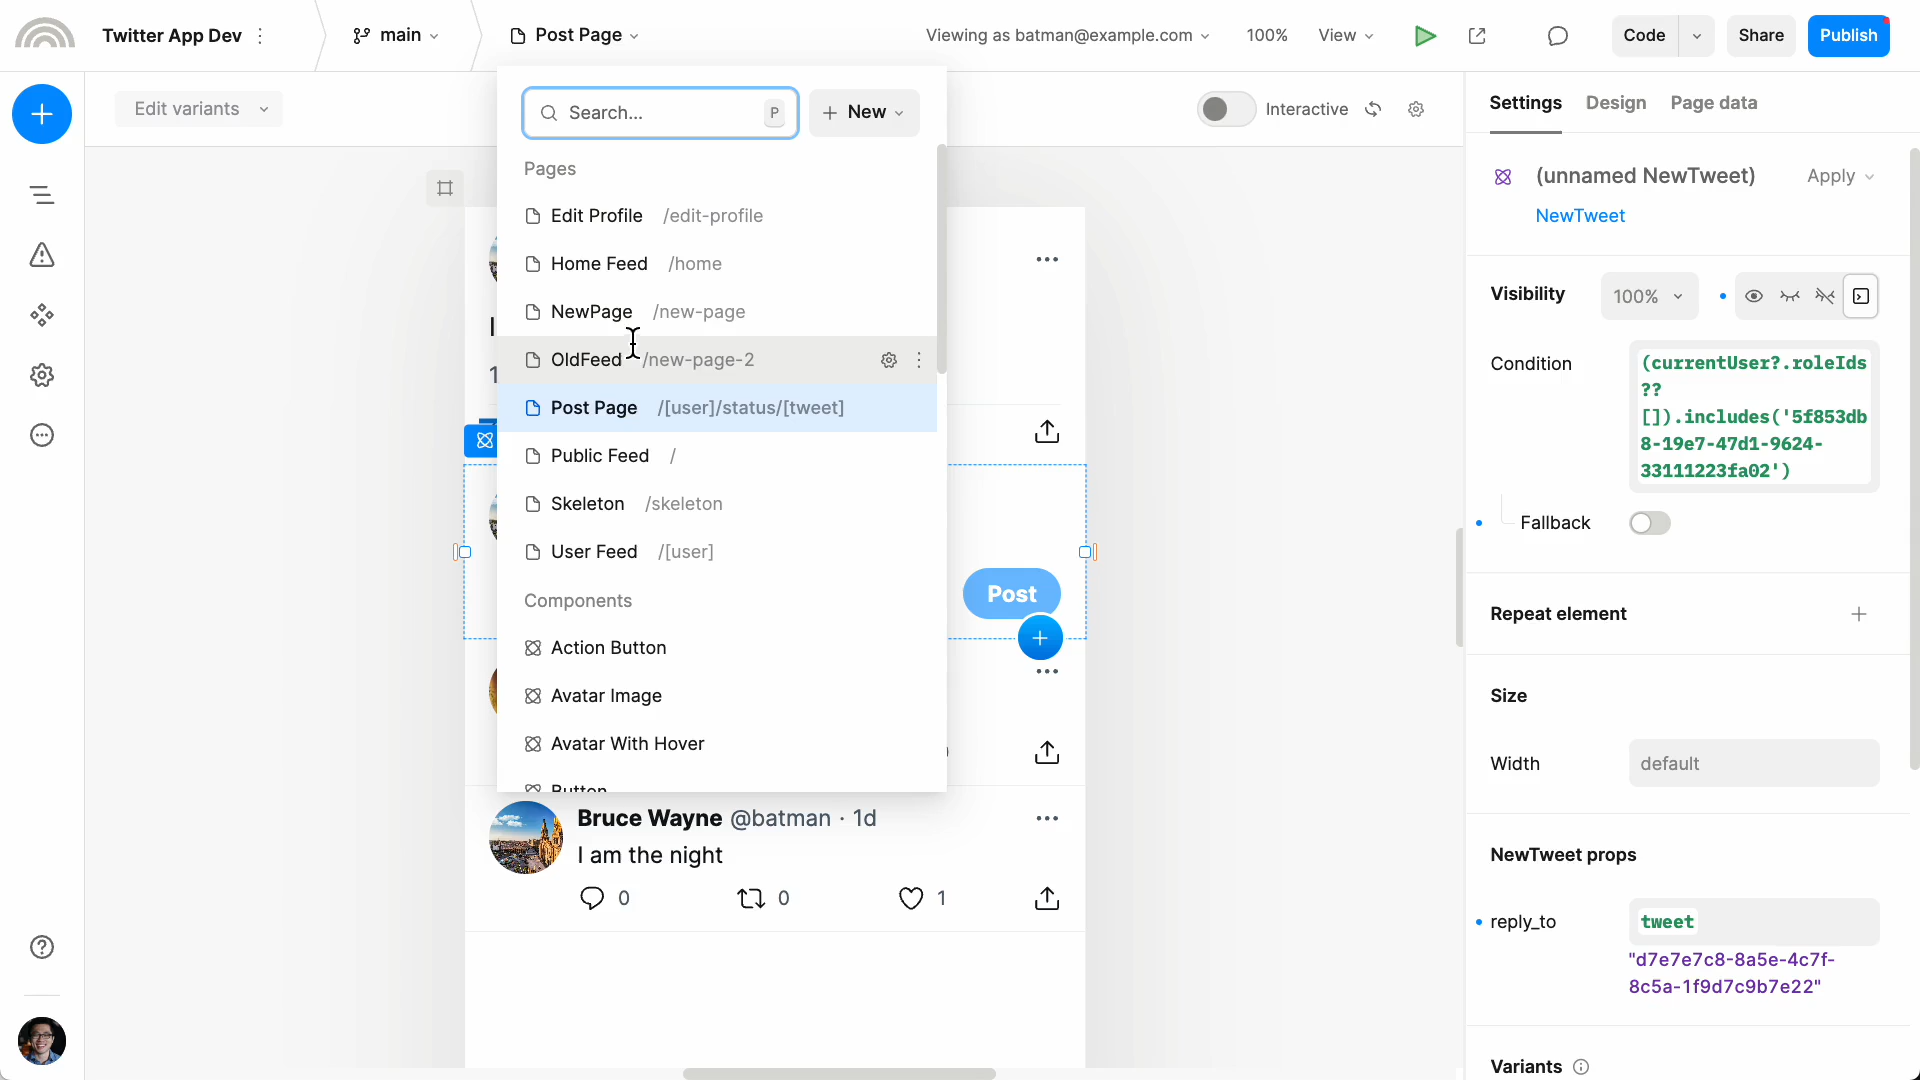 Twitter App Dev
main
Post Page
Viewing as batman@example.com
100%
View
Code
Share
Publish
Edit variants
Search...
P
New
Interactive
Settings
Design
Page data
Pages
Edit Profile /edit-profile
Home Feed /home
NewPage /new-page
OldFeed /new-page-2
Post Page /[user]/status/[tweet]
Public Feed /
Skeleton /skeleton
User Feed /[user]
Components
Action Button
Avatar Image
Avatar With Hover
Button
Post
Bruce Wayne @batman · 1d
I am the night
0
0
1
(unnamed NewTweet)
Apply
NewTweet
Visibility
100%
Condition
(currentUser?.roleIds
??
[]).includes('5f853db
8-19e7-47d1-9624-
33111223fa02')
Fallback
Repeat element
Size
Width
default
NewTweet props
reply_to
tweet
"d7e7e7c8-8a5e-4c7f-
8c5a-1f9d7c9b7e22"
Variants